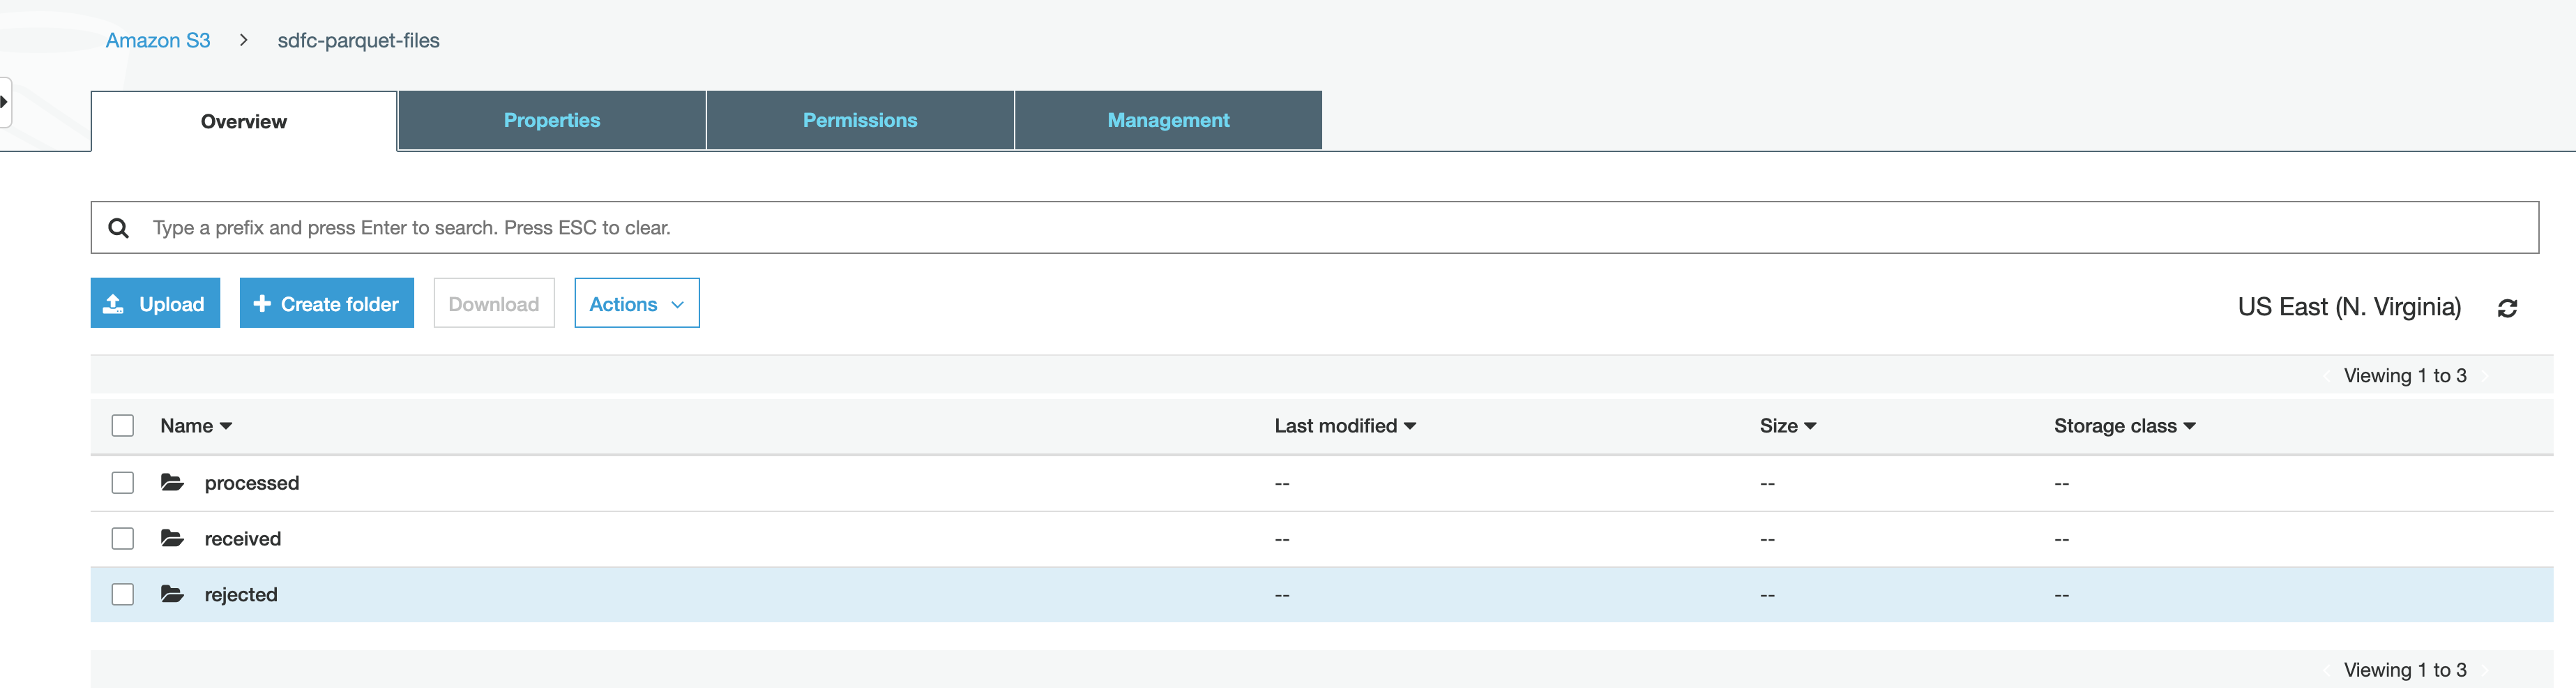 Amazon S3 > sdfc-parquet-files
Overview Properties Permissions Management
Type a prefix and press Enter to search. Press ESC to clear.
Upload Create folder Download Actions US East (N. Virginia)
Viewing 1 to 3
Name Last modified Size Storage class
processed -- -- --
received -- -- --
rejected -- -- --
Viewing 1 to 3